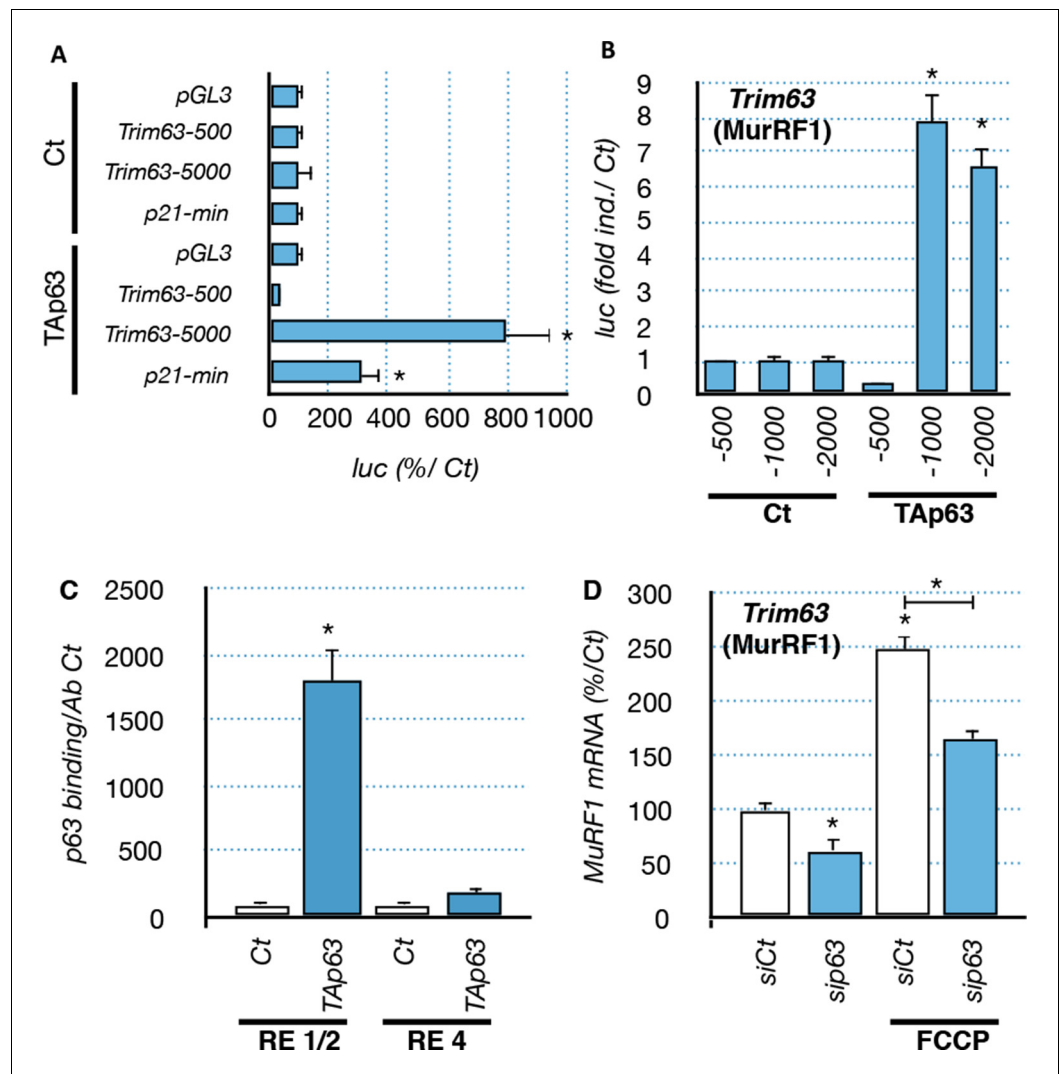 A
Ct
pGL3
Trim63-500
Trim63-5000
p21-min
TAp63
pGL3
Trim63-500
Trim63-5000
*
p21-min
*
0 200 400 600 800 1000
luc (%/ Ct)
B
luc (fold ind./ Ct)
9
8
7
6
5
4
3
2
1
0
Trim63
(MurRF1)
*
*
-500
-1000
-2000
-500
-1000
-2000
Ct
TAp63
C
p63 binding/Ab Ct
2500
2000
1500
1000
500
0
*
Ct
TAp63
Ct
TAp63
RE 1/2
RE 4
D
MuRF1 mRNA (%/Ct)
300
250
200
150
100
50
0
Trim63
(MurRF1)
*
*
*
siCt
sip63
siCt
sip63
FCCP